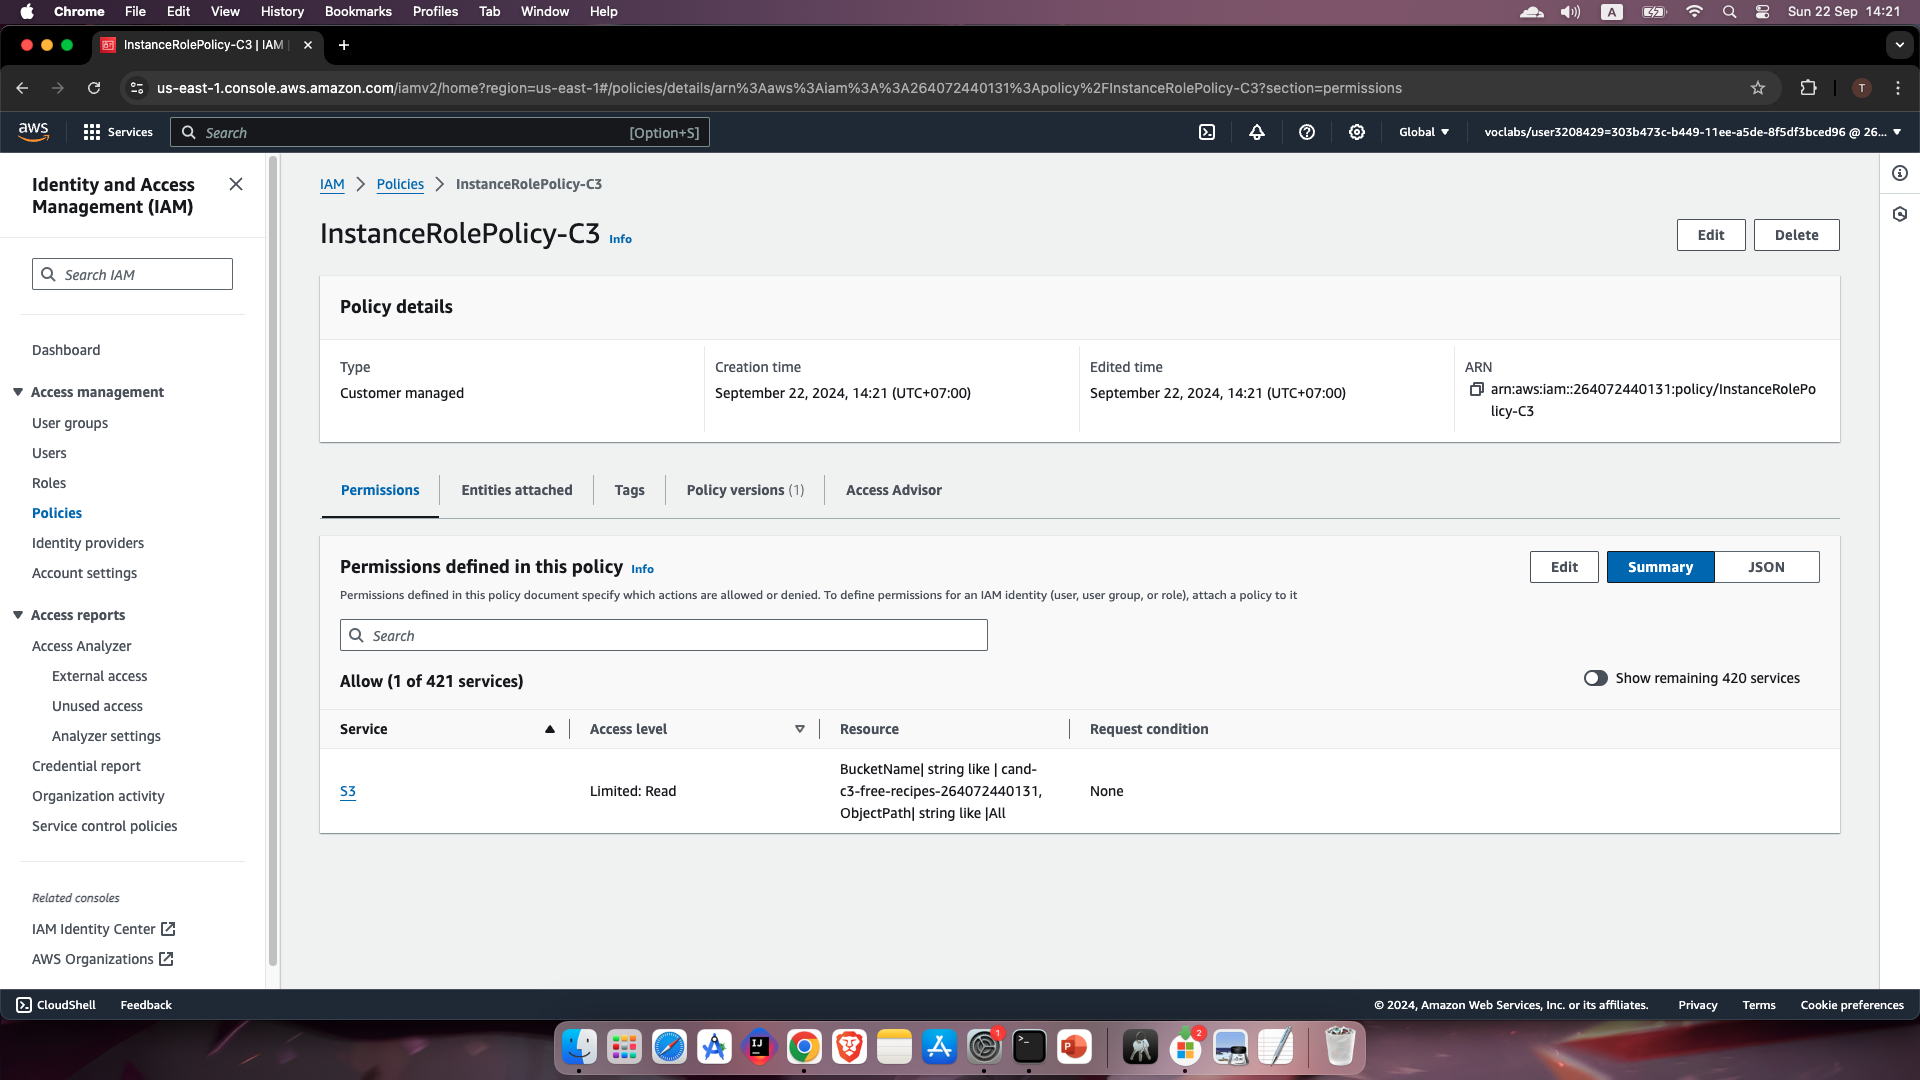 Chrome File Edit View History Bookmarks Profiles Tab Window Help
A
Sun 22 Sep 14:21
InstanceRolePolicy-C3 | IAM
us-east-1.console.aws.amazon.com/iamv2/home?region=us-east-1#/policies/details/arn%3Aaws%3Aiam%3A%3A264072440131%3Apolicy%2FInstanceRolePolicy-C3?section=permissions
T
aws
Services
Search [Option+S]
Global
voclabs/user3208429=303b473c-b449-11ee-a5de-8f5df3bced96 @ 26...
Identity and Access
Management (IAM)
Search IAM
Dashboard
Access management
User groups
Users
Roles
Policies
Identity providers
Account settings
Access reports
Access Analyzer
External access
Unused access
Analyzer settings
Credential report
Organization activity
Service control policies
Related consoles
IAM Identity Center
AWS Organizations
IAM > Policies > InstanceRolePolicy-C3
InstanceRolePolicy-C3 Info
Edit
Delete
Policy details
Type
Customer managed
Creation time
September 22, 2024, 14:21 (UTC+07:00)
Edited time
September 22, 2024, 14:21 (UTC+07:00)
ARN
arn:aws:iam::264072440131:policy/InstanceRolePo
licy-C3
Permissions
Entities attached
Tags
Policy versions (1)
Access Advisor
Permissions defined in this policy Info
Edit
Summary
JSON
Permissions defined in this policy document specify which actions are allowed or denied. To define permissions for an IAM identity (user, user group, or role), attach a policy to it
Search
Allow (1 of 421 services)
Show remaining 420 services
Service
Access level
Resource
Request condition
S3
Limited: Read
BucketName| string like | cand-
c3-free-recipes-264072440131,
ObjectPath| string like |All
None
CloudShell
Feedback
© 2024, Amazon Web Services, Inc. or its affiliates.
Privacy
Terms
Cookie preferences
IJ
1
P
2